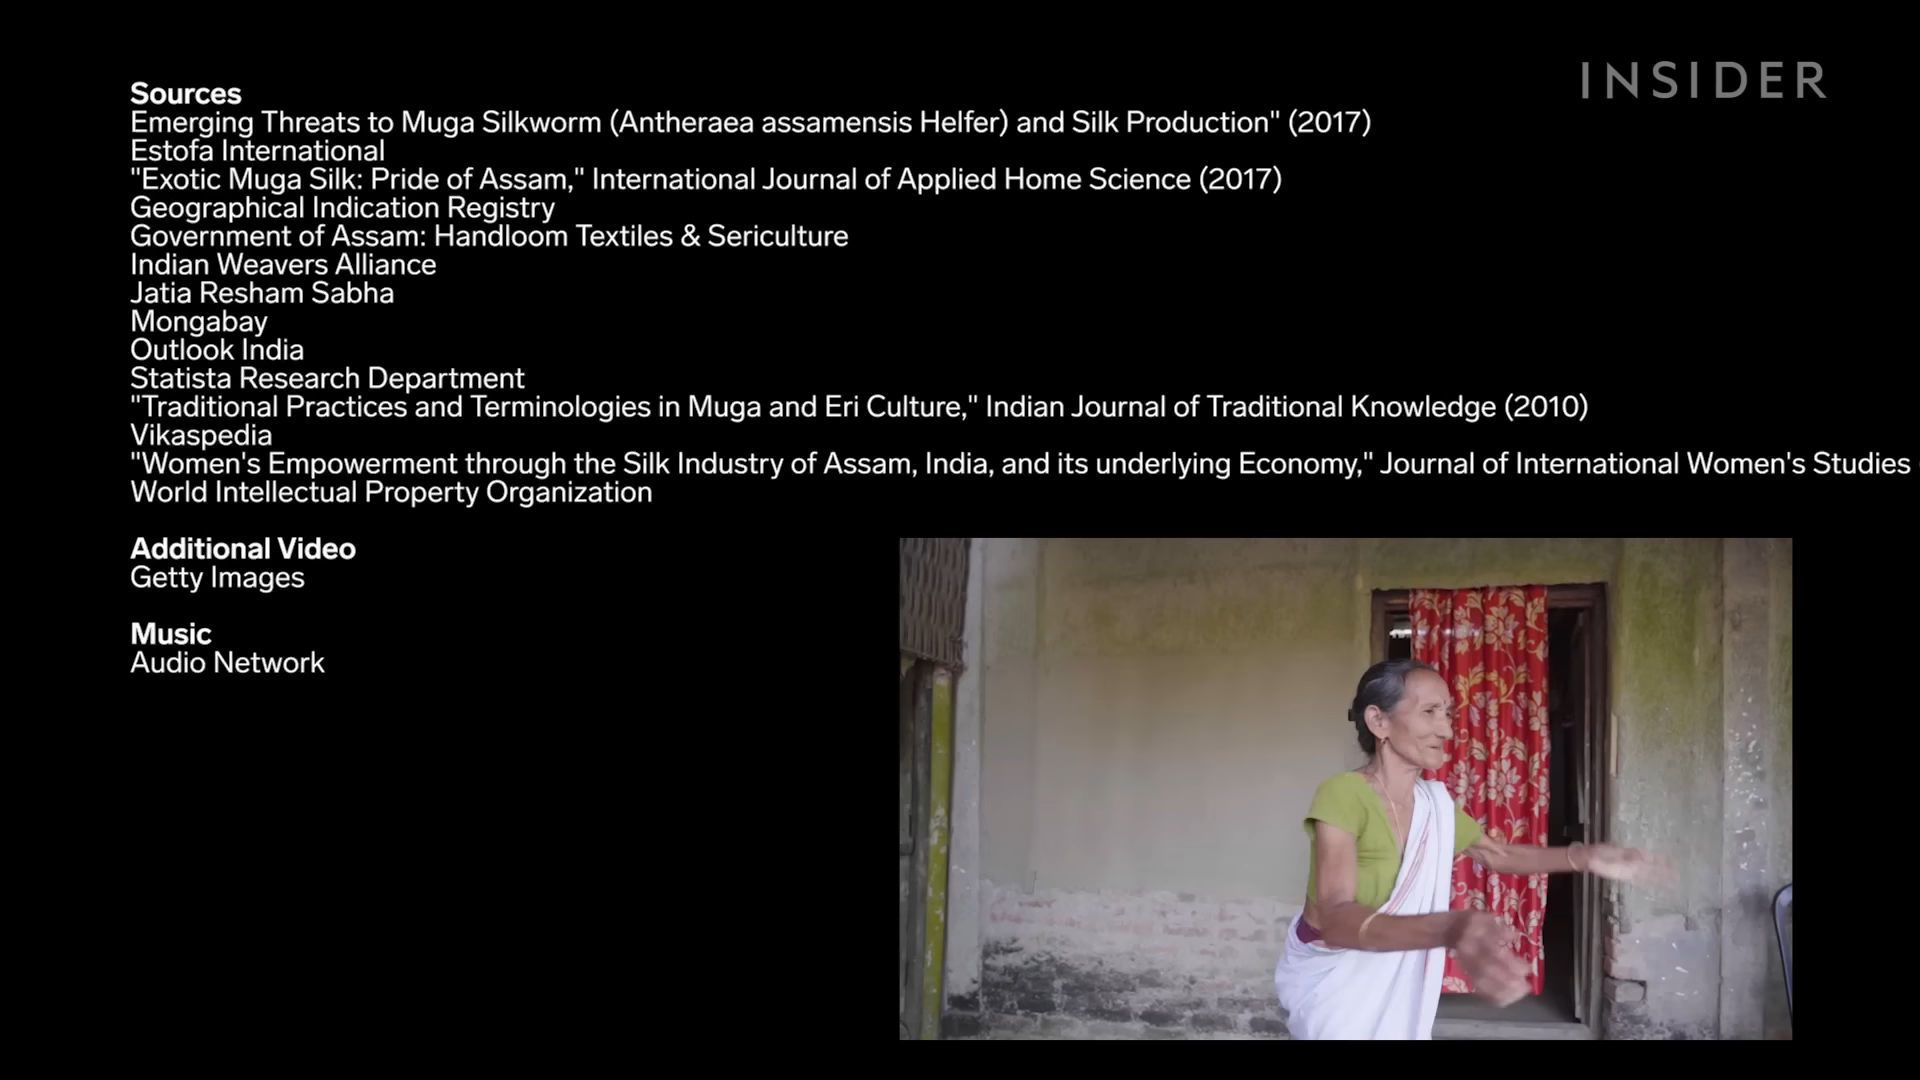 INSIDER
Sources
Emerging Threats to Muga Silkworm (Antheraea assamensis Helfer) and Silk Production" (2017)
Estofa International
"Exotic Muga Silk: Pride of Assam," International Journal of Applied Home Science (2017)
Geographical Indication Registry
Government of Assam: Handloom Textiles & Sericulture
Indian Weavers Alliance
Jatia Resham Sabha
Mongabay
Outlook India
Statista Research Department
"Traditional Practices and Terminologies in Muga and Eri Culture," Indian Journal of Traditional Knowledge (2010)
Vikaspedia
"Women's Empowerment through the Silk Industry of Assam, India, and its underlying Economy," Journal of International Women's Studies
World Intellectual Property Organization
Additional Video
Getty Images
Music
Audio Network